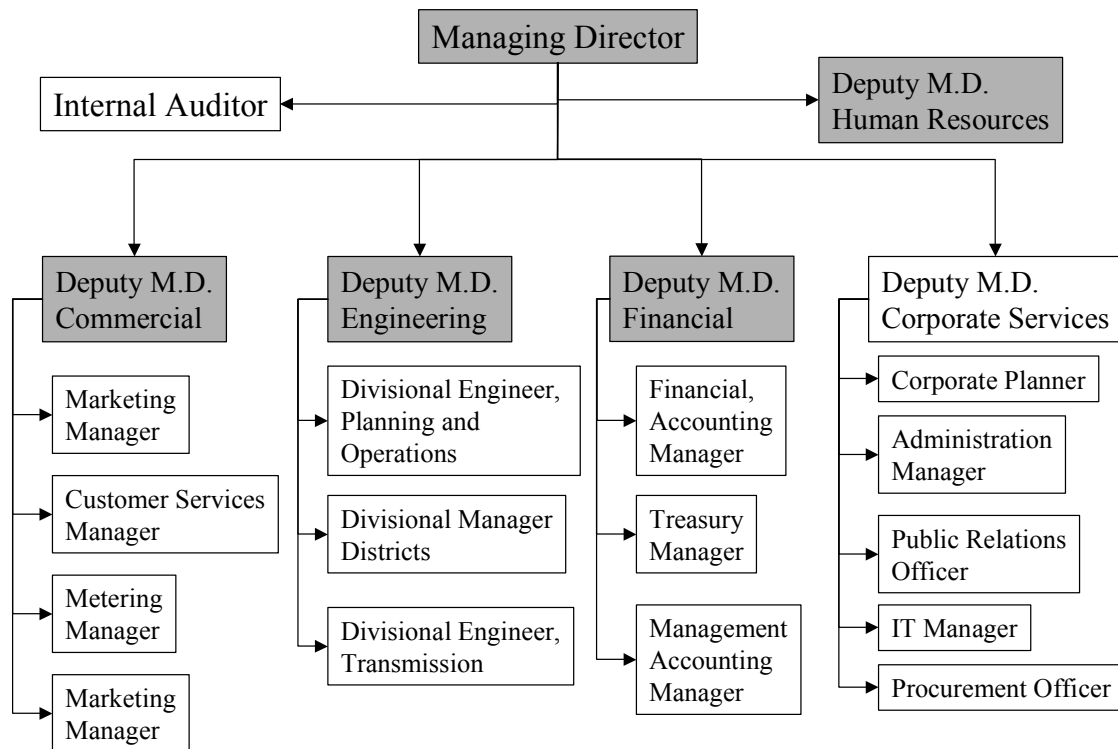 Managing Director
Internal Auditor
Deputy M.D.
Human Resources
Deputy M.D.
Commercial
Marketing
Manager
Customer Services
Manager
Metering
Manager
Marketing
Manager
Deputy M.D.
Engineering
Divisional Engineer,
Planning and
Operations
Divisional Manager
Districts
Divisional Engineer,
Transmission
Deputy M.D.
Financial
Financial,
Accounting
Manager
Treasury
Manager
Management
Accounting
Manager
Deputy M.D.
Corporate Services
Corporate Planner
Administration
Manager
Public Relations
Officer
IT Manager
Procurement Officer